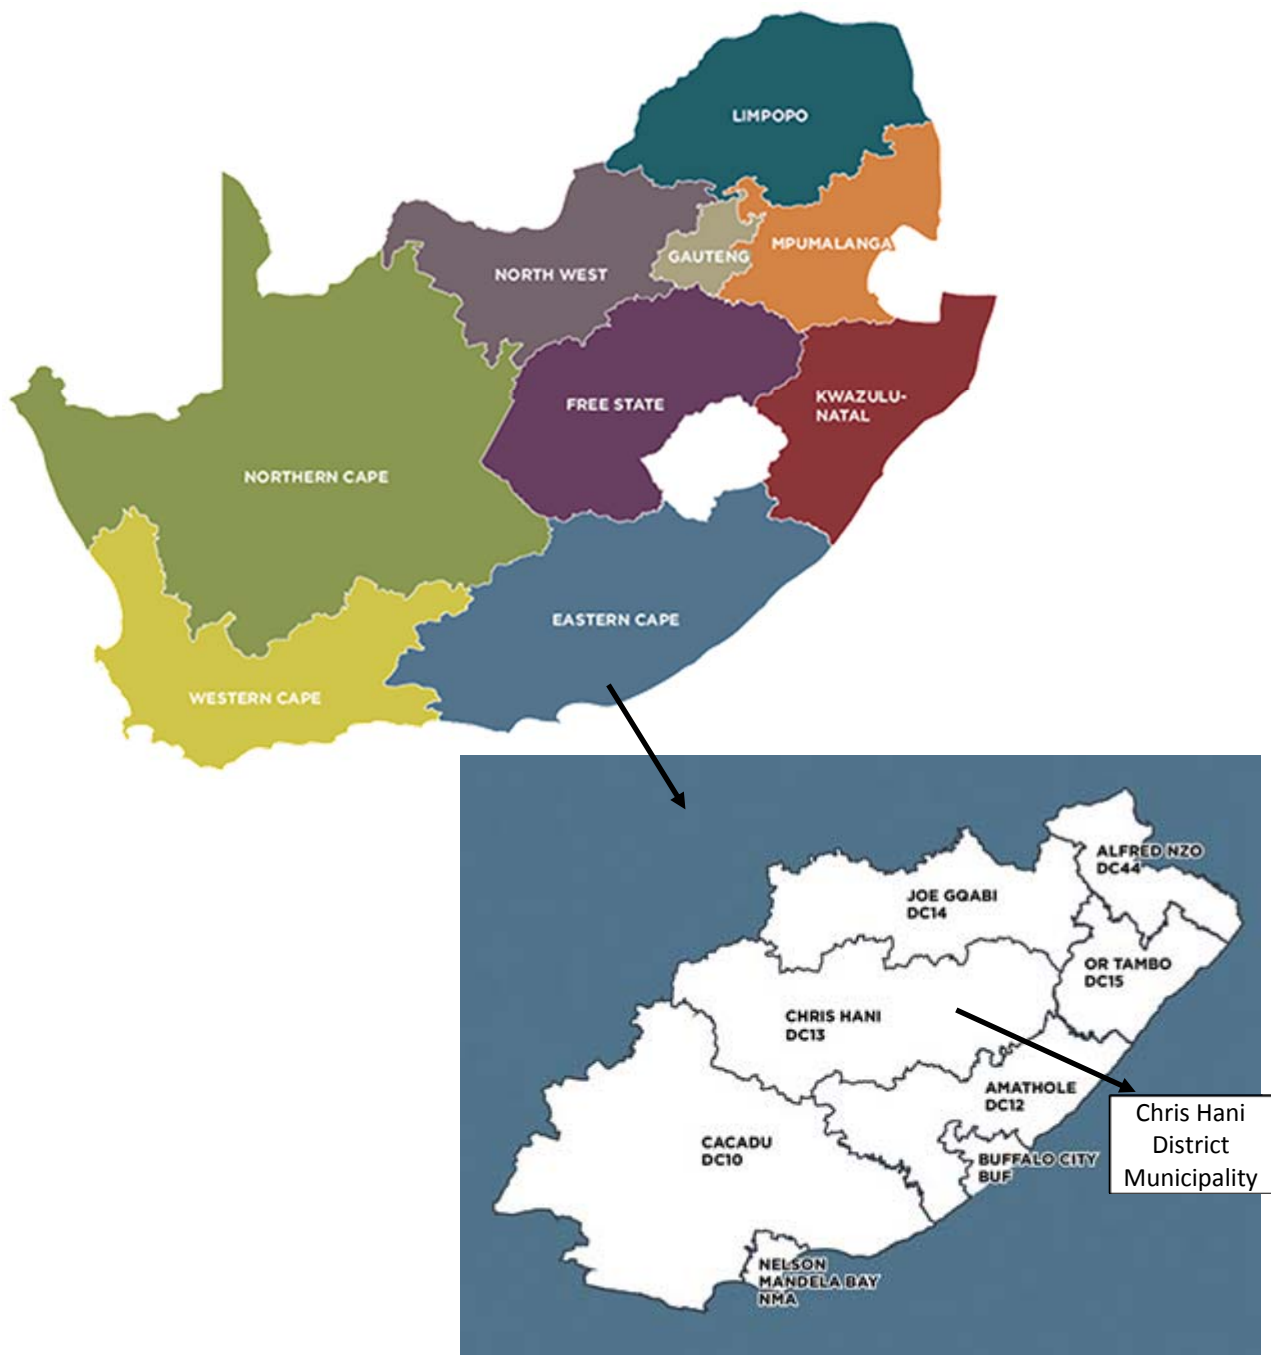 LIMPOPO
MPUMALANGA
GAUTENG
NORTH WEST
KWAZULU-
NATAL
FREE STATE
NORTHERN CAPE
EASTERN CAPE
WESTERN CAPE
ALFRED NZO
DC44
JOE GQABI
DC14
OR TAMBO
DC15
CHRIS HANI
DC13
AMATHOLE
DC12
Chris Hani
District
Municipality
CACADU
DC10
BUFFALO CITY
BUF
NELSON
MANDELA BAY
NMA